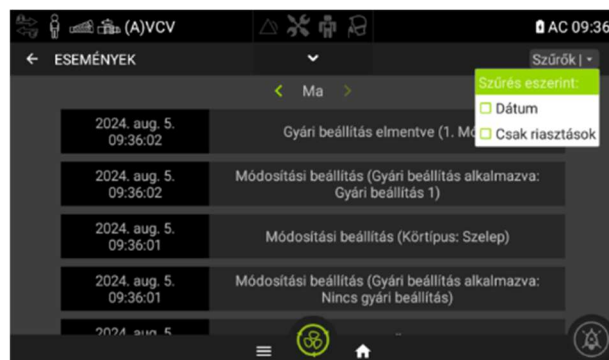 (A)VCV
AC 09:36
ESEMÉNYEK
Szűrők |
Szűrés eszerint:
Dátum
Csak riasztások
Ma
2024. aug. 5.
09:36:02
Gyári beállítás elmentve (1.
2024. aug. 5.
09:36:02
Módosítási beállítás (Gyári beállítás alkalmazva:
Gyári beállítás 1)
2024. aug. 5.
09:36:01
Módosítási beállítás (Körtípus: Szelep)
2024. aug. 5.
09:36:01
Módosítási beállítás (Gyári beállítás alkalmazva:
Nincs gyári beállítás)
2024. aug. 5.